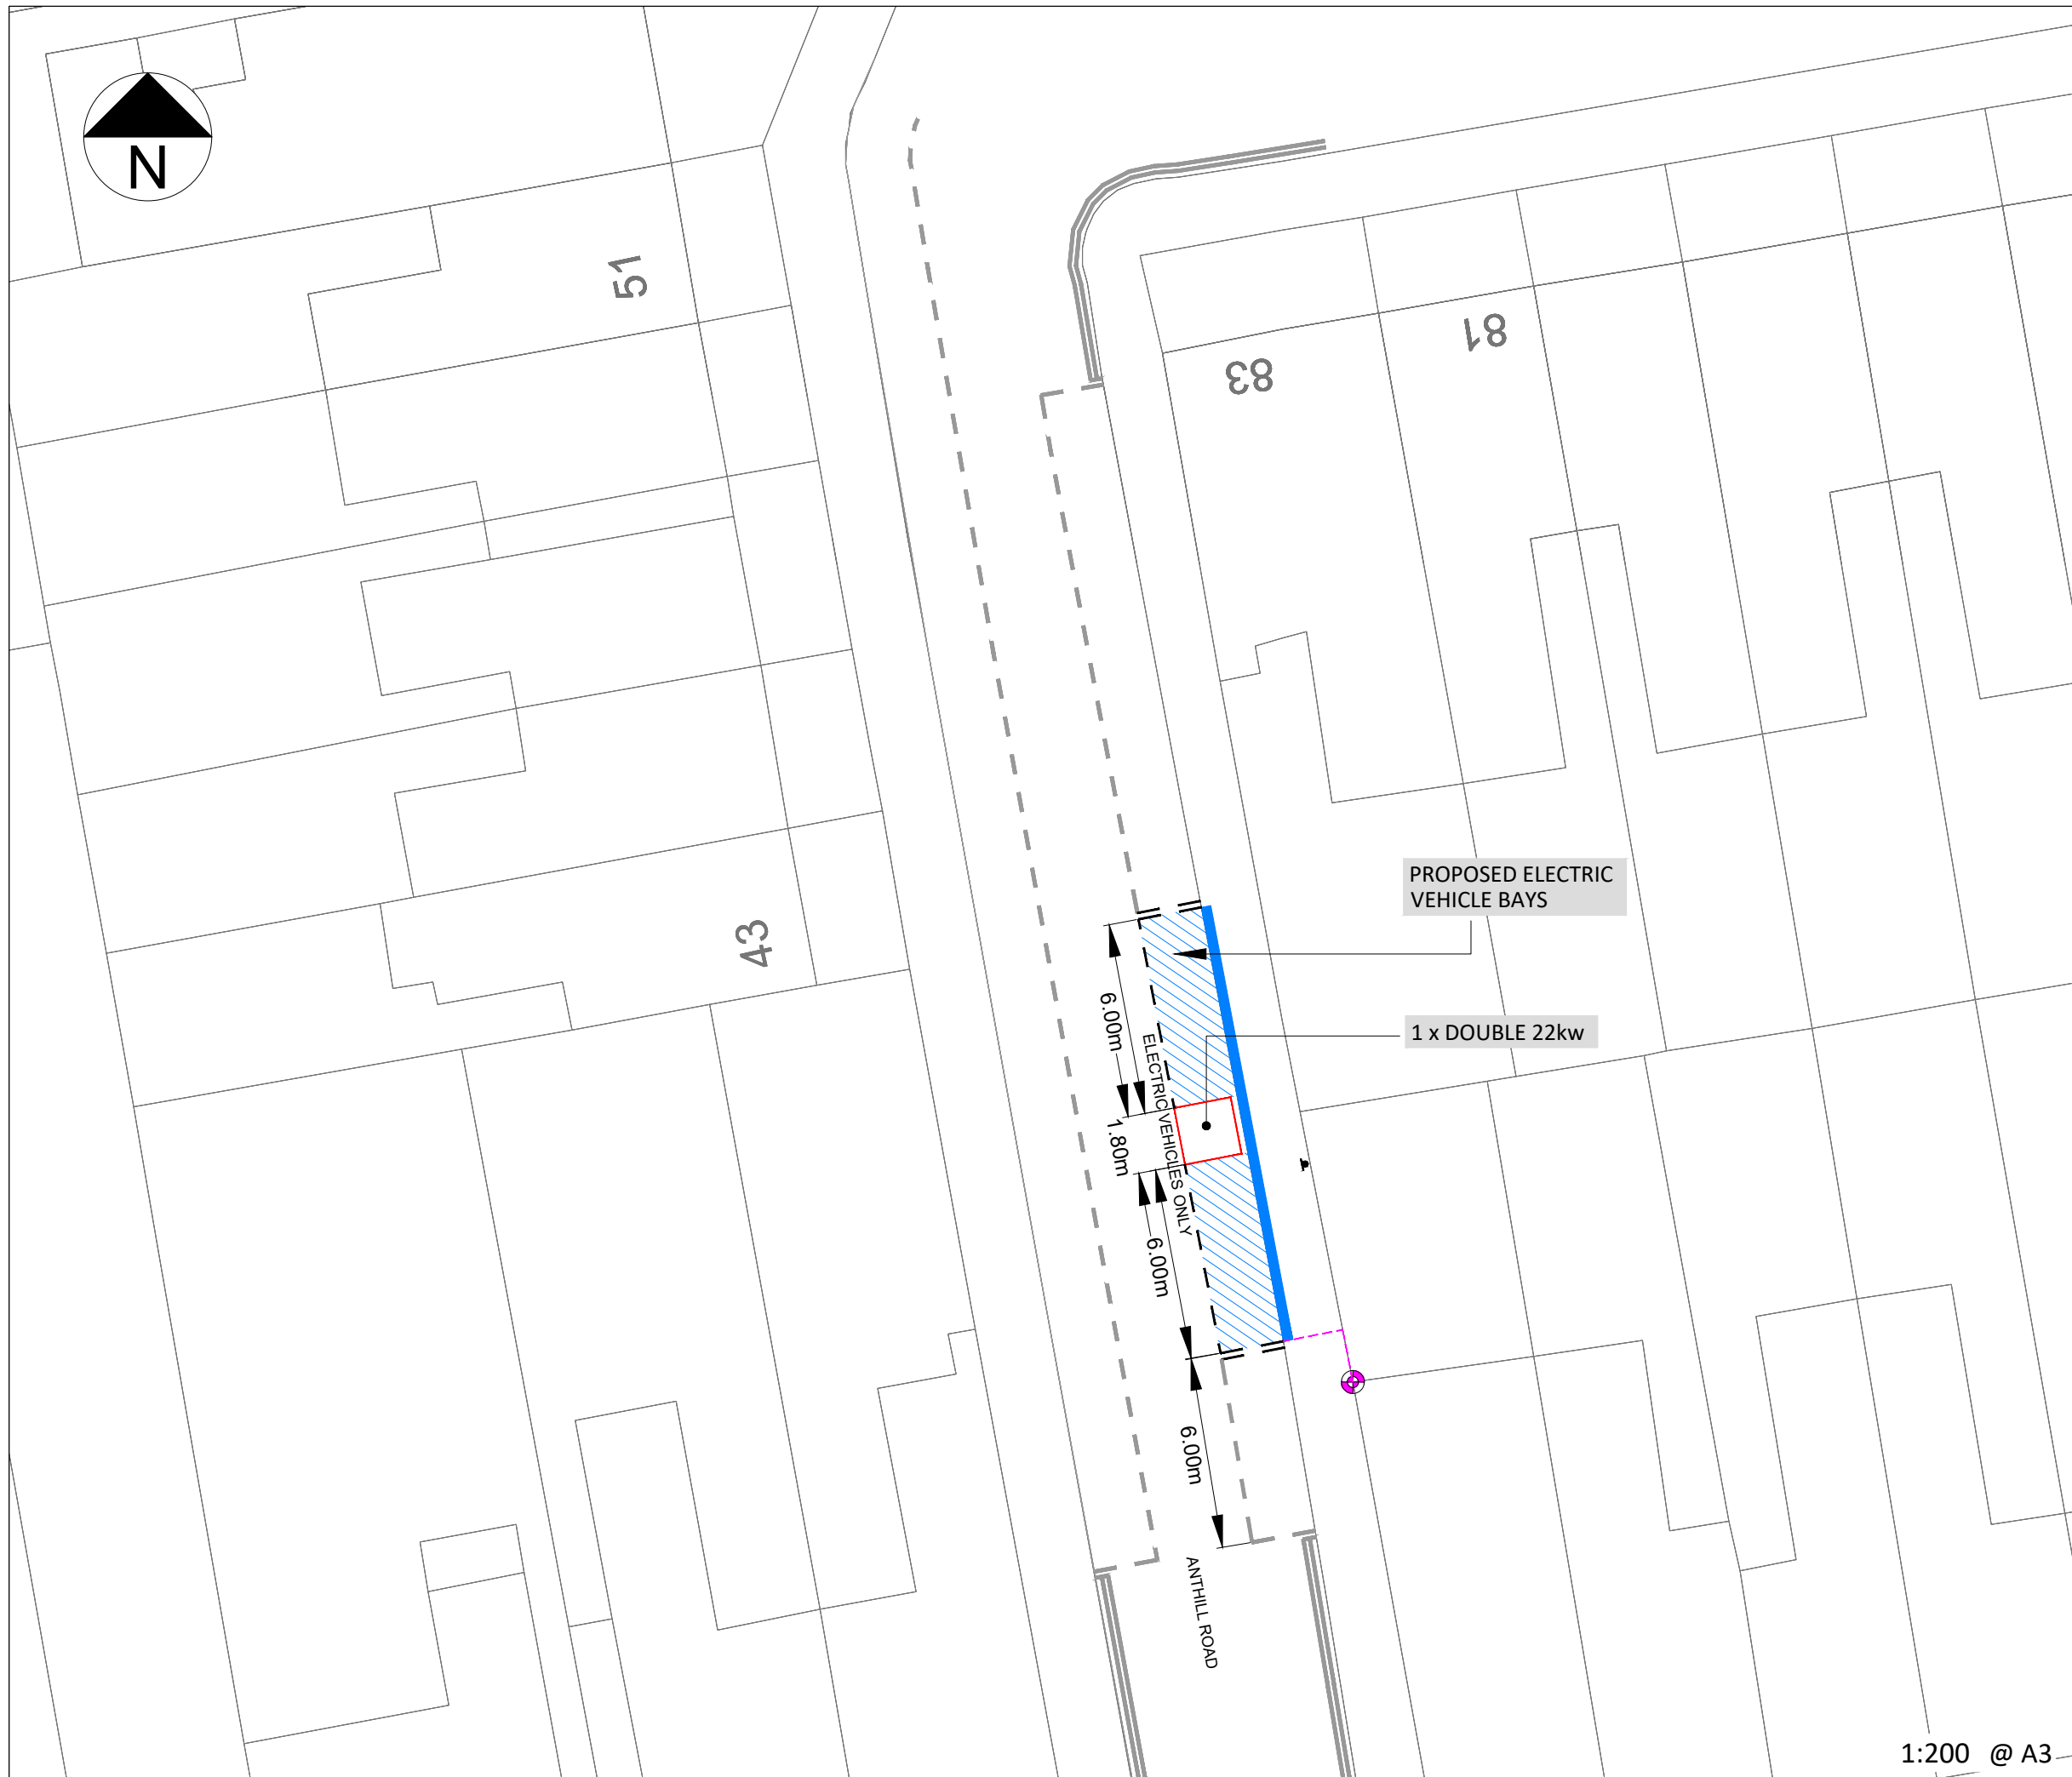 N
51
83
81
PROPOSED ELECTRIC
VEHICLE BAYS
43
6.00m
1 x DOUBLE 22kw
ELECTRIC VEHICLES ONLY
1.80m
6.00m
6.00m
ANTHILL ROAD
1:200 @ A3